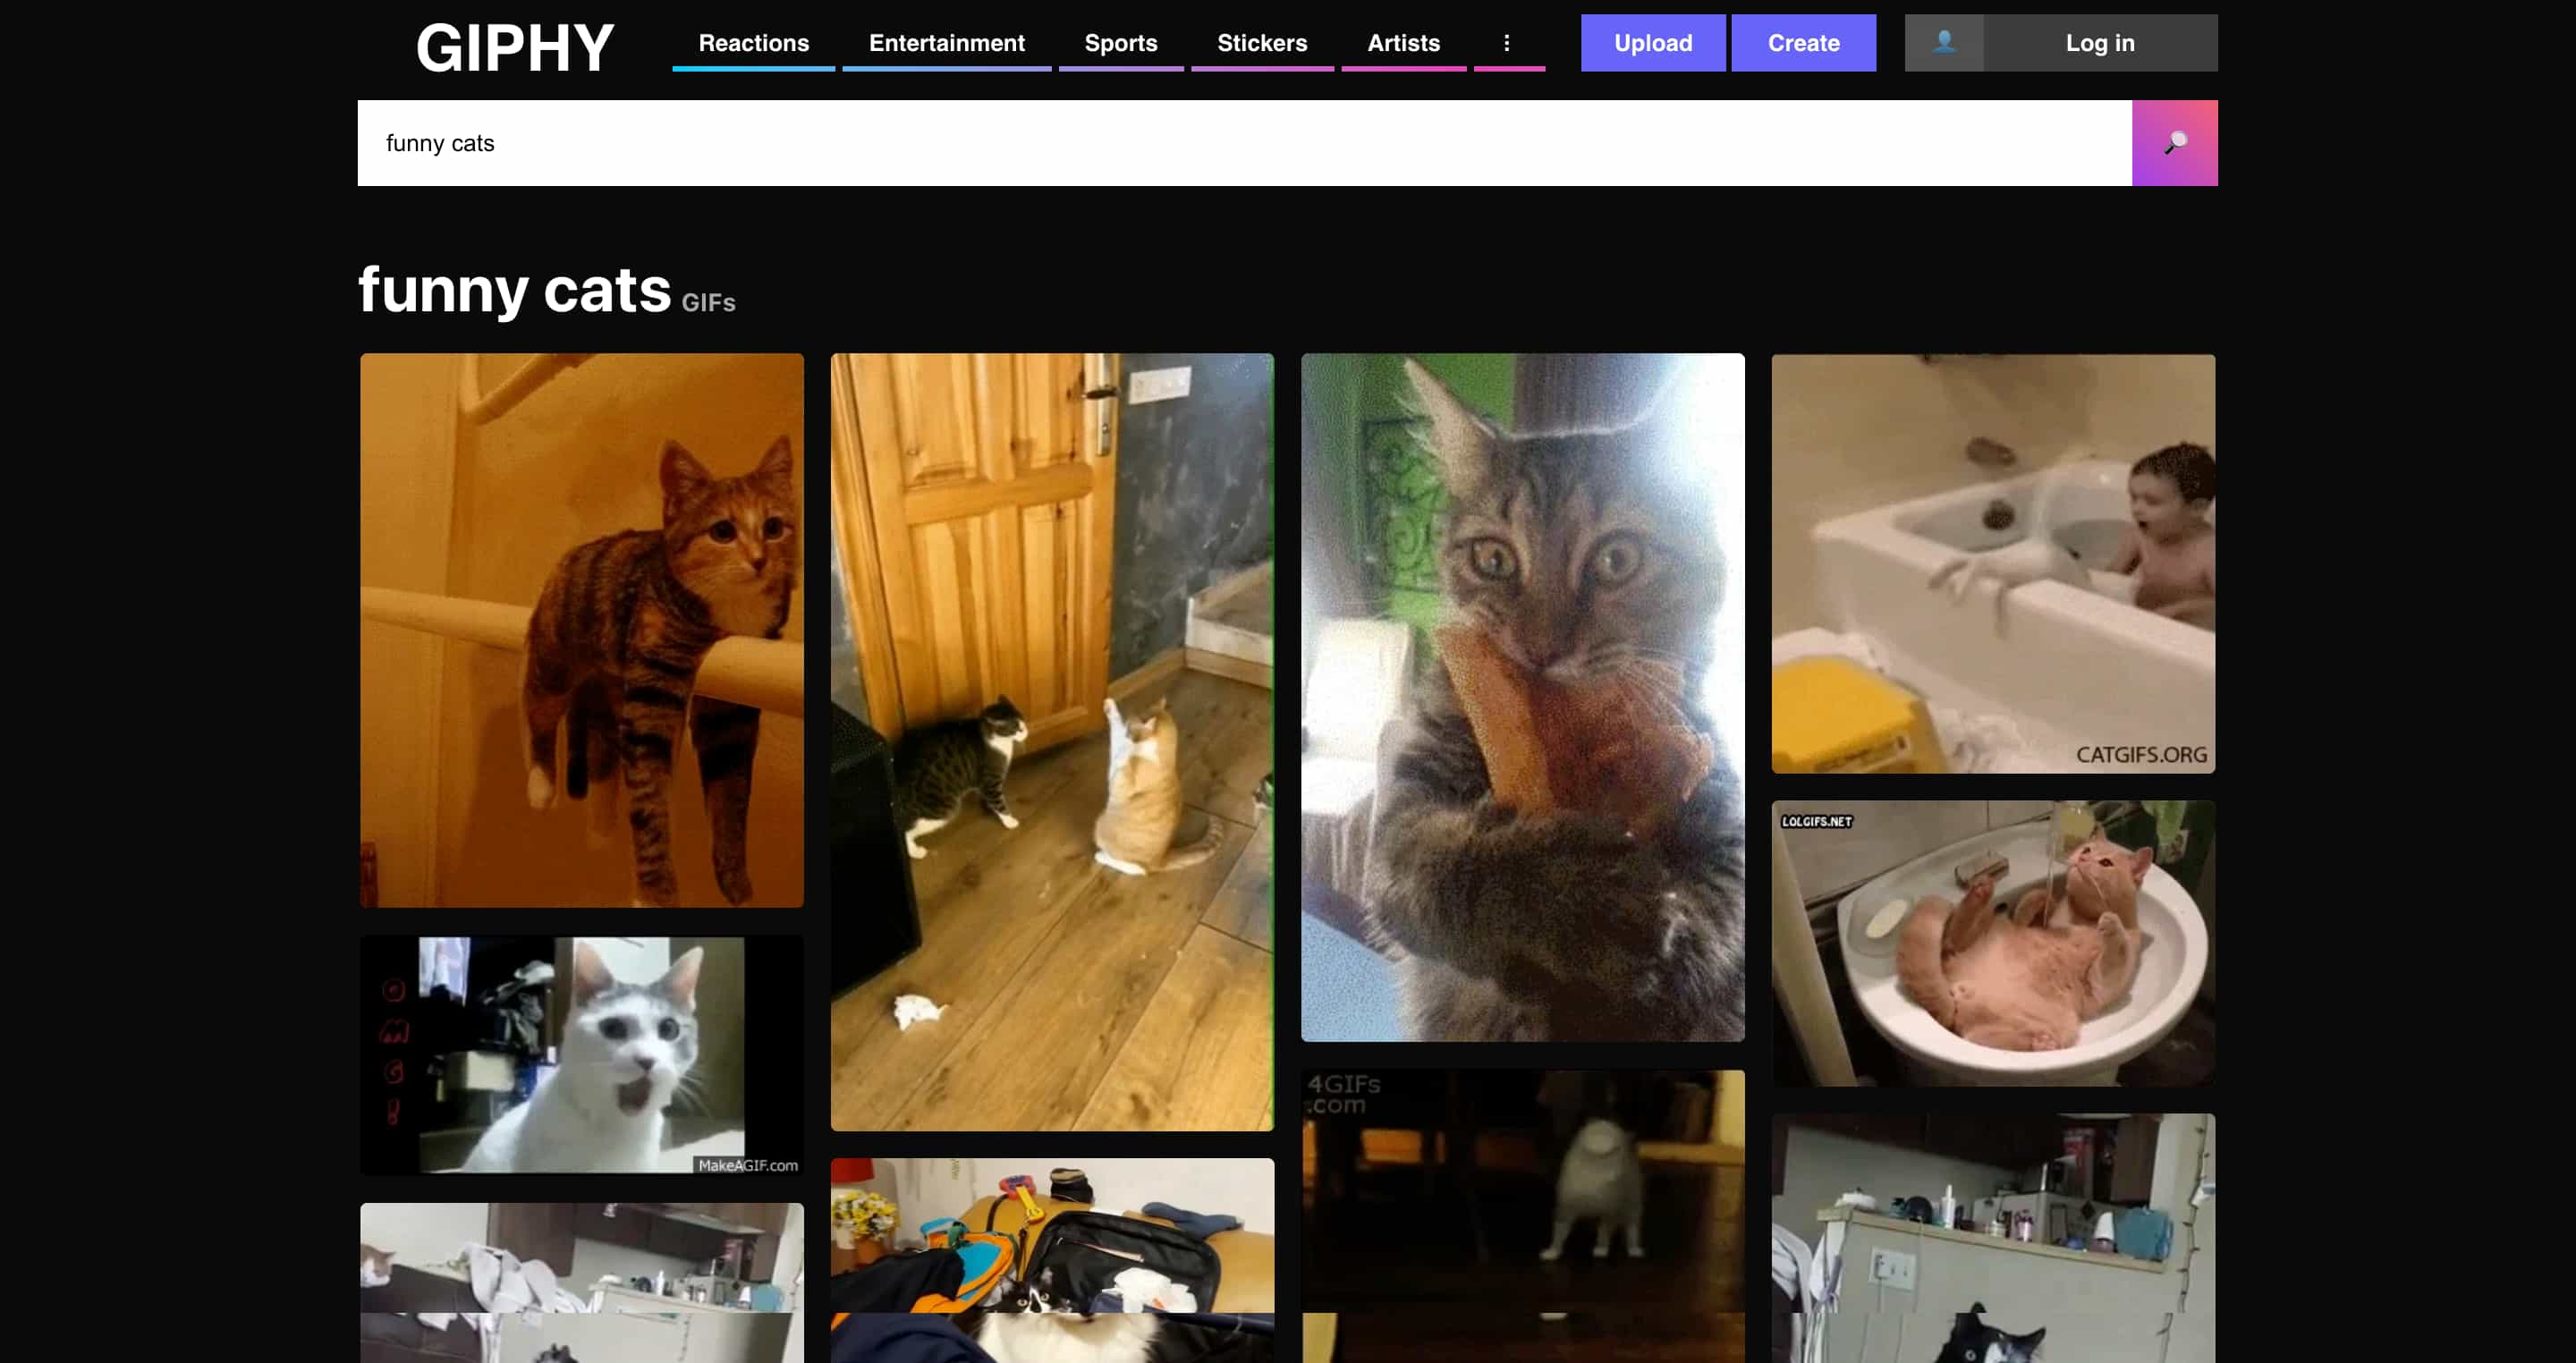 GIPHY
Reactions
Entertainment
Sports
Stickers
Artists
Upload
Create
Log in
funny cats
funny cats GIFs
CATGIFS.ORG
LOLGIFS.NET
O
M
G
!
MakeAGIF.com
4GIFs
.com